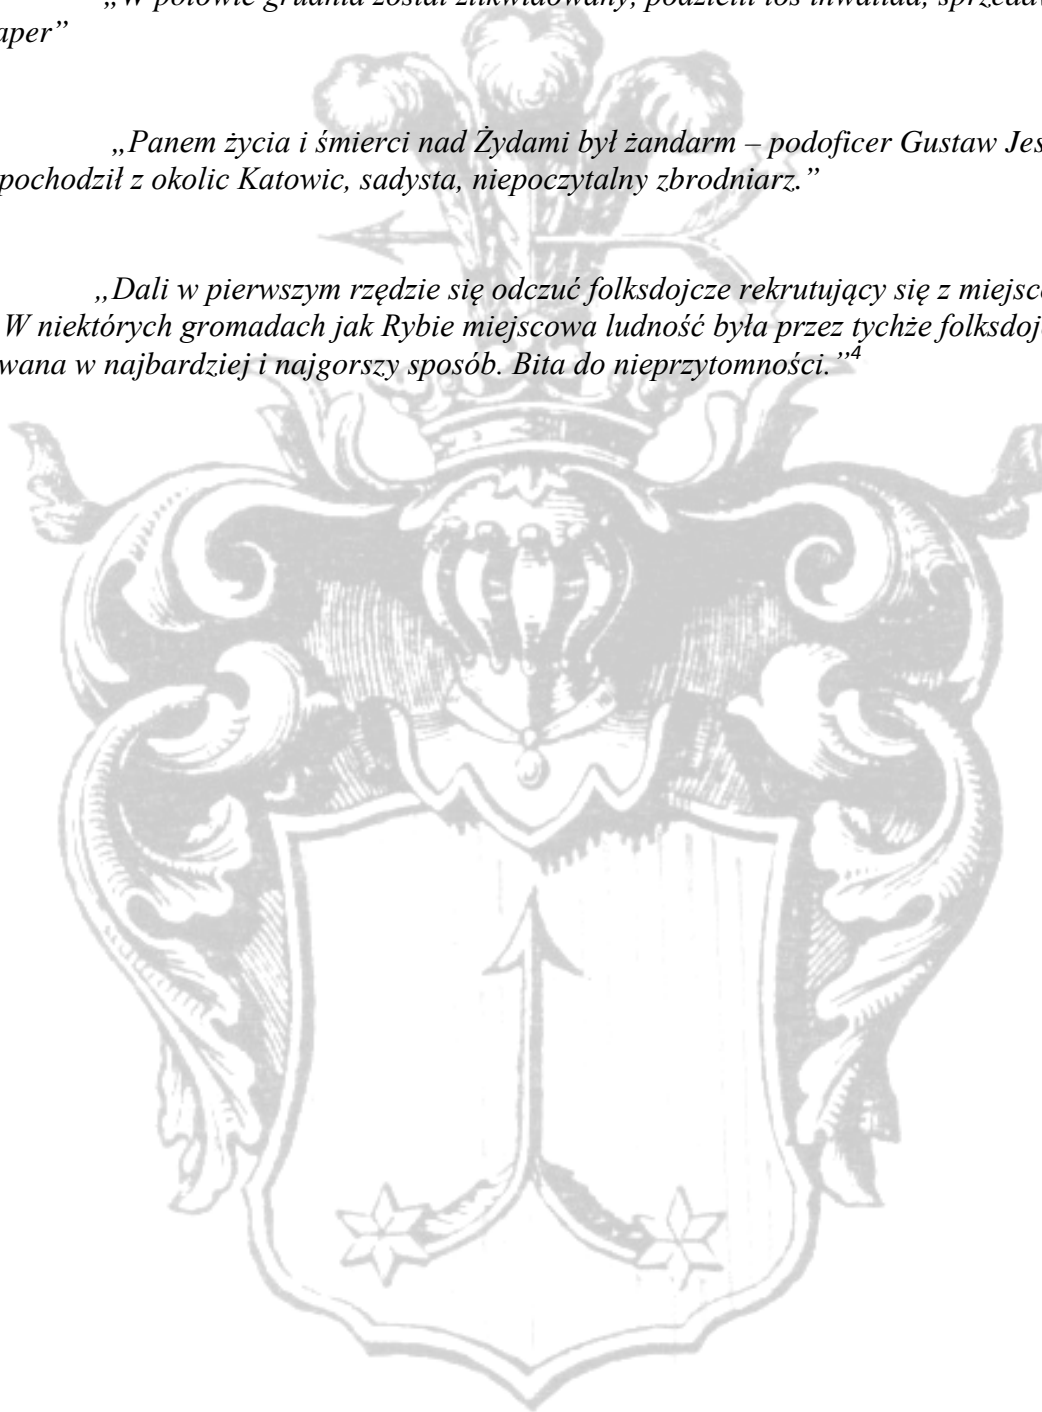 „W połowie grudnia został zlikwidowany, podzielił los inwalida,
aper”
„Panem życia i śmierci nad Żydami był żandarm – podoficer Gustaw Jes
pochodził z okolic Katowic, sadysta, niepoczytalny zbrodniarz.”
„Dali w pierwszym rzędzie się odczuć folksdojcze rekrutujący się z miejsc
W niektórych gromadach jak Rybie miejscowa ludność była przez tychże folksdoj
wana w najbardziej i najgorszy sposób. Bita do nieprzytomności.”4